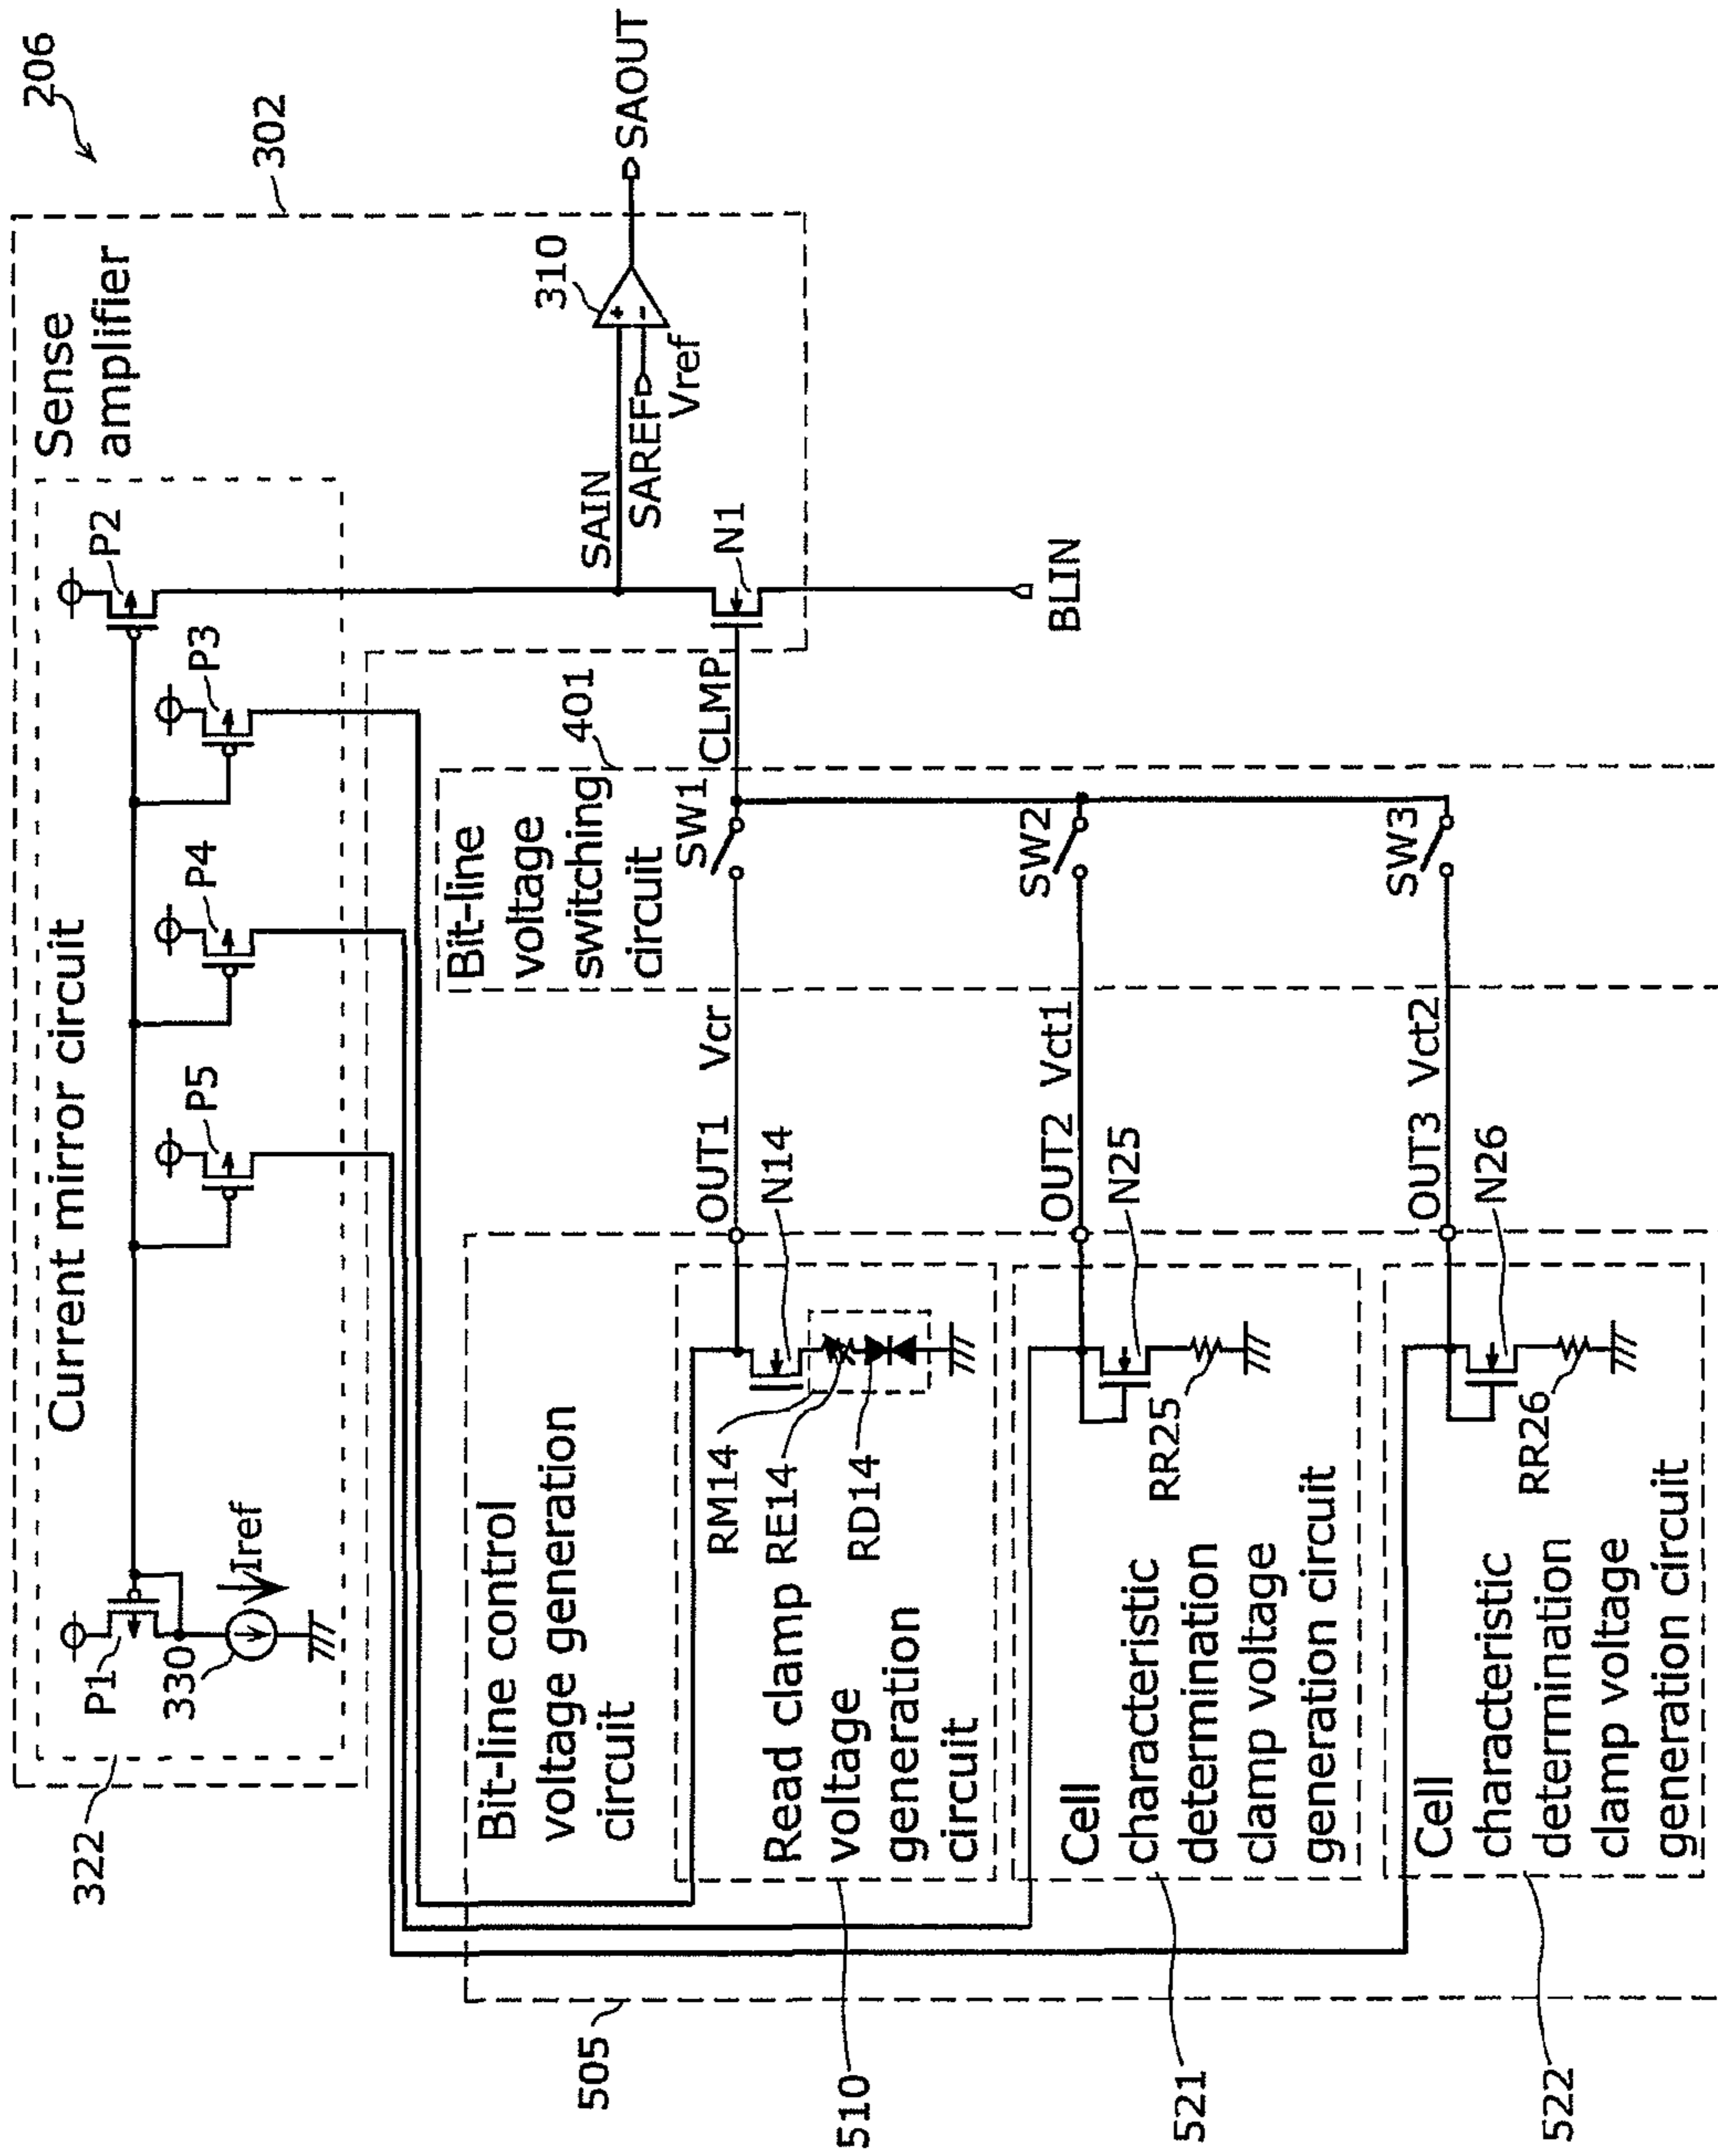 206
302
Sense
amplifier
Current mirror circuit
322
P1
330
Iref
P5
P4
P3
P2
310
+
-
SAOUT
SAIN
SAREF
Vref
N1
BLIN
CLMP
401
Bit-line
voltage
switching
circuit
SW1
SW2
SW3
Vcr
Vct1
Vct2
OUT1
OUT2
OUT3
505
Bit-line control
voltage generation
circuit
510
Read clamp
voltage
generation
circuit
RM14
RE14
RD14
N14
521
Cell
characteristic
determination
clamp voltage
generation circuit
RR25
N25
522
Cell
characteristic
determination
clamp voltage
generation circuit
RR26
N26